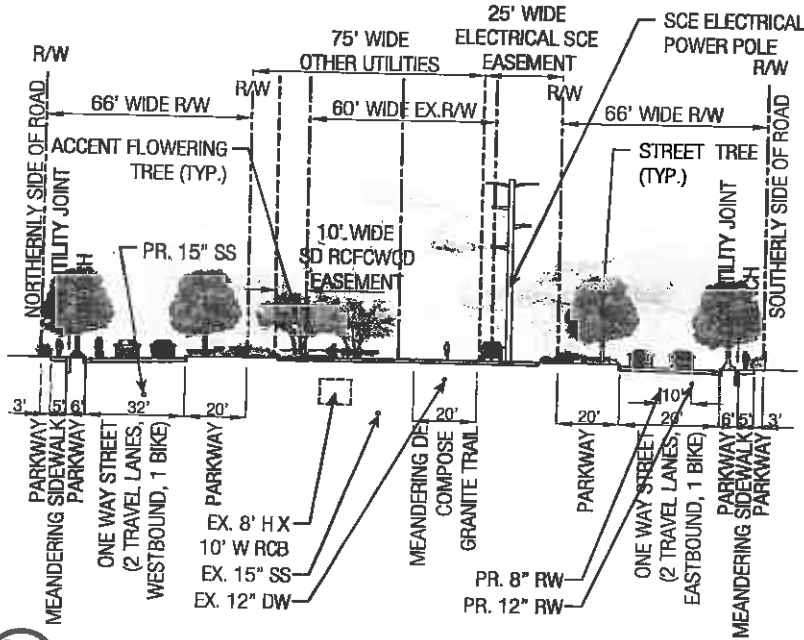 R/W
NORTHERNLY SIDE OF ROAD
66' WIDE R/W
R/W
75' WIDE
OTHER UTILITIES
60' WIDE EX.R/W
25' WIDE
ELECTRICAL SCE
EASEMENT
R/W
SCE ELECTRICAL
POWER POLE
R/W
66' WIDE R/W
SOUTHERLY SIDE OF ROAD
ACCENT FLOWERING
TREE (TYP.)
STREET TREE
(TYP.)
TILITY JOINT
PR. 15" SS
10' WIDE
SD RCFCWCD
EASEMENT
TILITY JOINT
CH
3'
5'
6'
32'
20'
20'
20'
10'
6'
5'
3'
PARKWAY
MEANDERING SIDEWALK
PARKWAY
ONE WAY STREET
(2 TRAVEL LANES,
WESTBOUND, 1 BIKE)
PARKWAY
EX. 8' H X
10' W RCB
EX. 15" SS
EX. 12" DW
MEANDERING DE
COMPOSE
GRANITE TRAIL
PARKWAY
ONE WAY STREET
(2 TRAVEL LANES,
EASTBOUND, 1 BIKE)
PARKWAY
MEANDERING SIDEWALK
PARKWAY
PR. 8" RW
PR. 12" RW